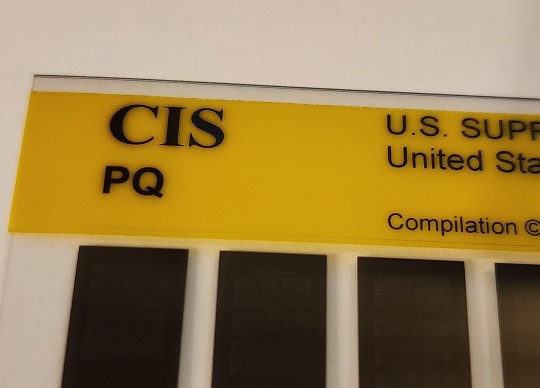 CIS
PQ
U.S. SUPR
United Sta
Compilation ©